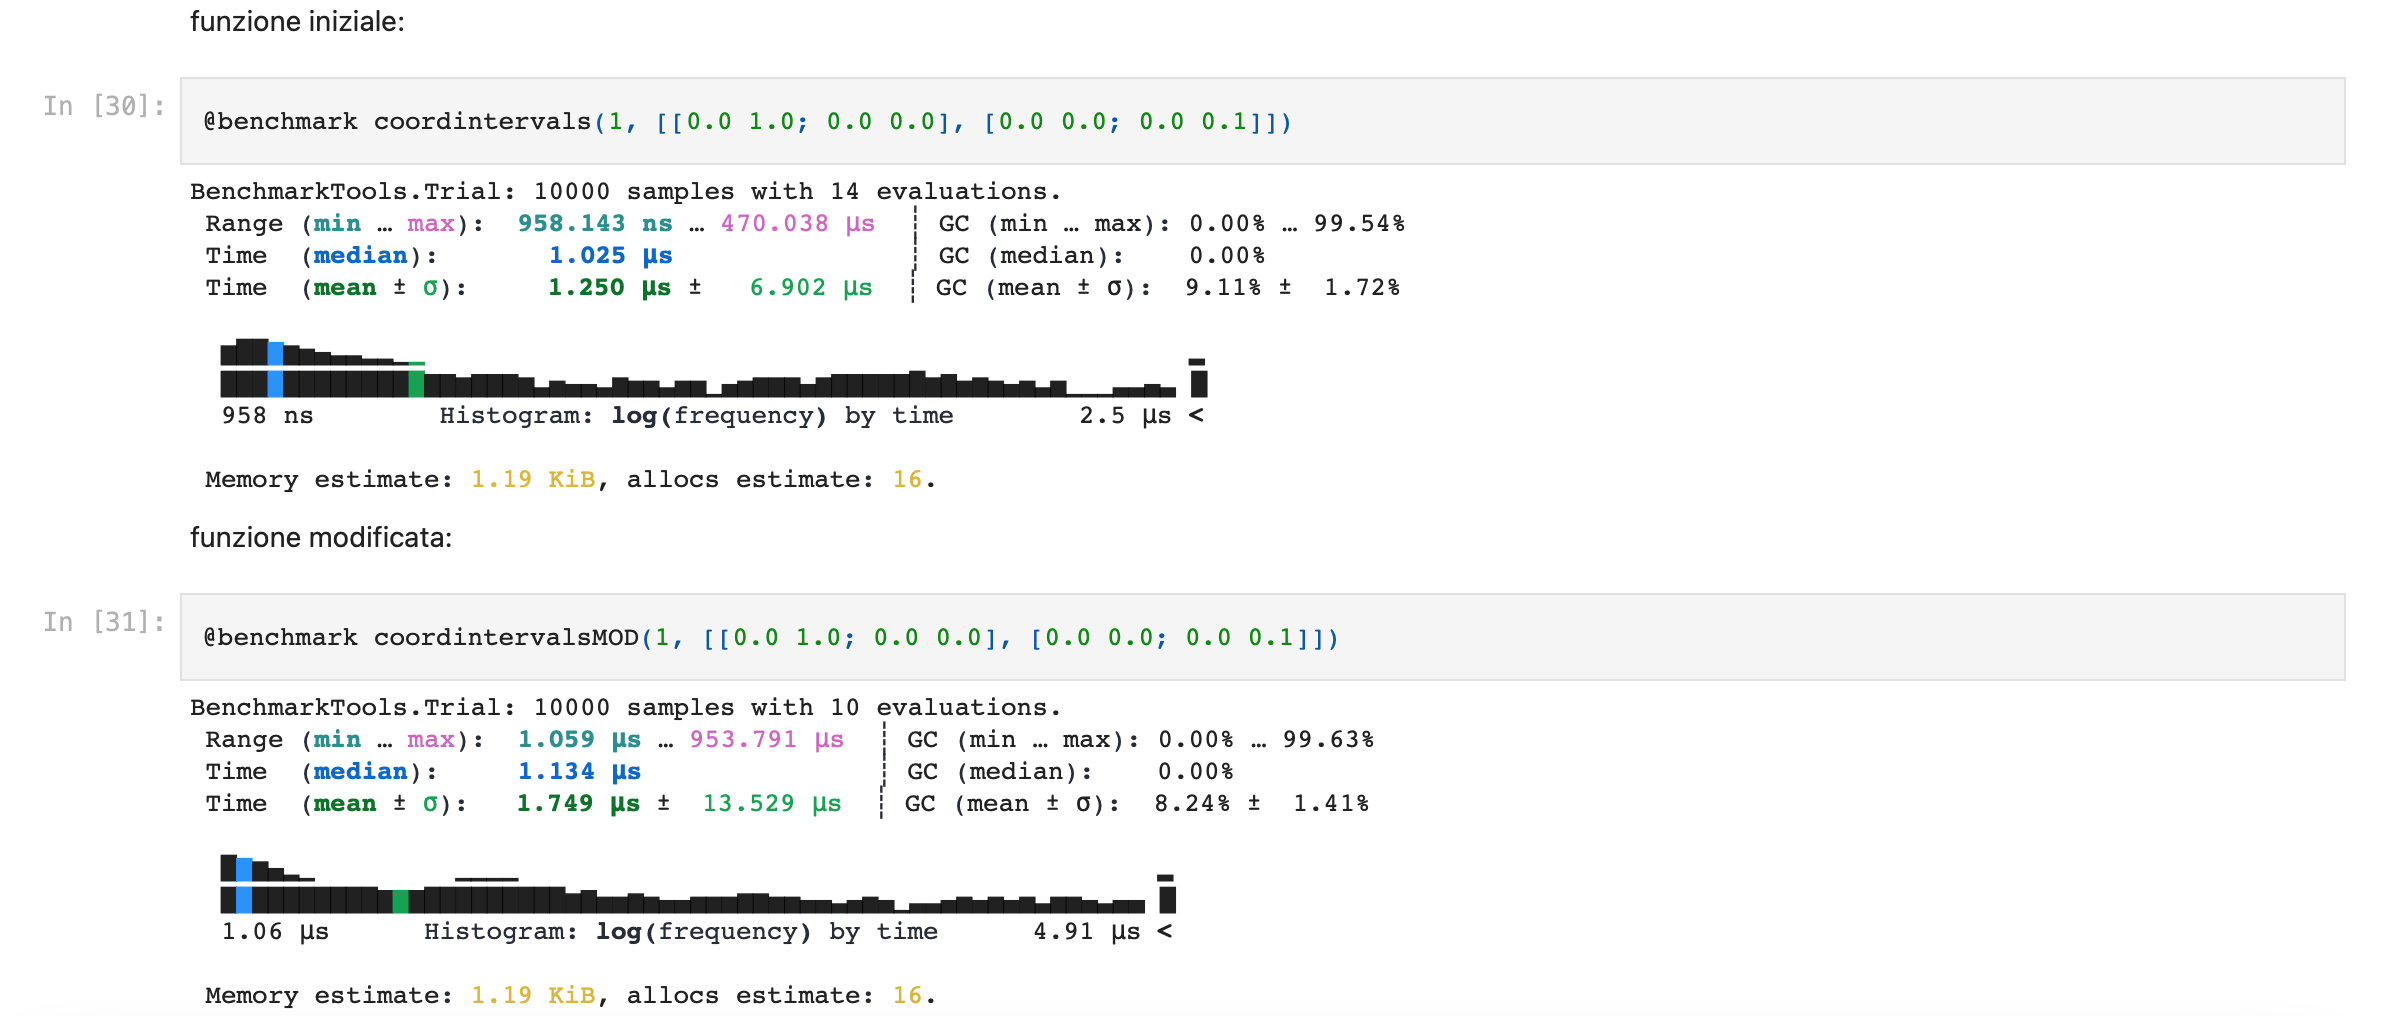 funzione iniziale:
In [30]:
@benchmark coordintervals(1, [[0.0 1.0; 0.0 0.0], [0.0 0.0; 0.0 0.1]])
BenchmarkTools.Trial: 10000 samples with 14 evaluations.
Range (min … max): 958.143 ns … 470.038 μs ┊ GC (min … max): 0.00% … 99.54%
Time (median): 1.025 μs ┊ GC (median): 0.00%
Time (mean ± σ): 1.250 μs ± 6.902 μs ┊ GC (mean ± σ): 9.11% ± 1.72%
958 ns Histogram: log(frequency) by time 2.5 μs <
Memory estimate: 1.19 KiB, allocs estimate: 16.
funzione modificata:
In [31]:
@benchmark coordintervalsMOD(1, [[0.0 1.0; 0.0 0.0], [0.0 0.0; 0.0 0.1]])
BenchmarkTools.Trial: 10000 samples with 10 evaluations.
Range (min … max): 1.059 μs … 953.791 μs ┊ GC (min … max): 0.00% … 99.63%
Time (median): 1.134 μs ┊ GC (median): 0.00%
Time (mean ± σ): 1.749 μs ± 13.529 μs ┊ GC (mean ± σ): 8.24% ± 1.41%
1.06 μs Histogram: log(frequency) by time 4.91 μs <
Memory estimate: 1.19 KiB, allocs estimate: 16.